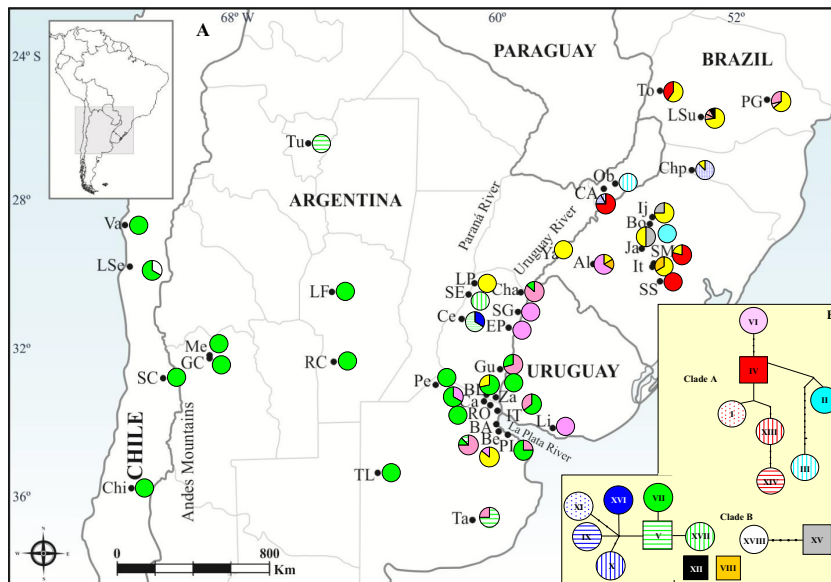 68° W
A
60°
52°
24° S
PARAGUAY
BRAZIL
To
PG
LSu
Tu
Chp
Ob
CA
28° S
ARGENTINA
Paraná River
Uruguay River
Ij
Bo
Va
Ja
SM
Ya
LSe
Al
It
LP
SS
LF
SE
Cha
Ce
SG
EP
VI
32° S
Me
GC
RC
Gu
URUGUAY
IV
Clade A
SC
Pe
BI
Za
II
Ca
I
XIII
RO
IT
Li
BA
La Plata River
Be
PI
III
XIV
CHILE
Andes Mountains
TL
Chi
36° S
XI
XVI
VII
Clade B
Ta
IX
V
XVII
XVIII
XV
X
XII
VIII
N
0
800
Km